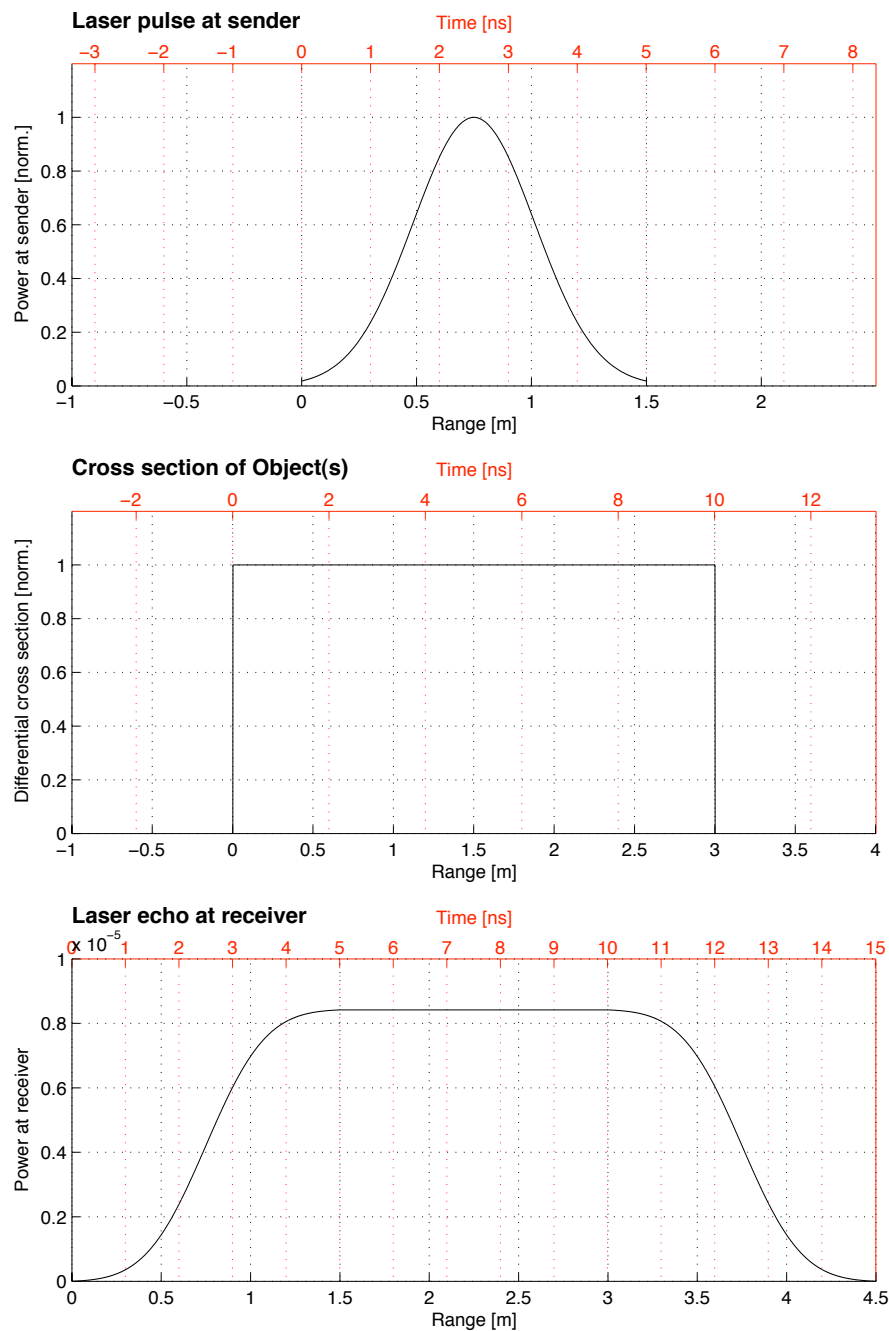 Laser pulse at sender
Time [ns]
−3 −2 −1 0 1 2 3 4 5 6 7 8
1
0.8
0.6
0.4
0.2
0
Power at sender [norm.]
−1 −0.5 0 0.5 1 1.5 2
Range [m]
Cross section of Object(s)
Time [ns]
−2 0 2 4 6 8 10 12
1
0.8
0.6
0.4
0.2
0
Differential cross section [norm.]
−1 −0.5 0 0.5 1 1.5 2 2.5 3 3.5 4
Range [m]
Laser echo at receiver
Time [ns]
x 10−5
0 1 2 3 4 5 6 7 8 9 10 11 12 13 14 15
1
0.8
0.6
0.4
0.2
0
Power at receiver
0 0.5 1 1.5 2 2.5 3 3.5 4 4.5
Range [m]